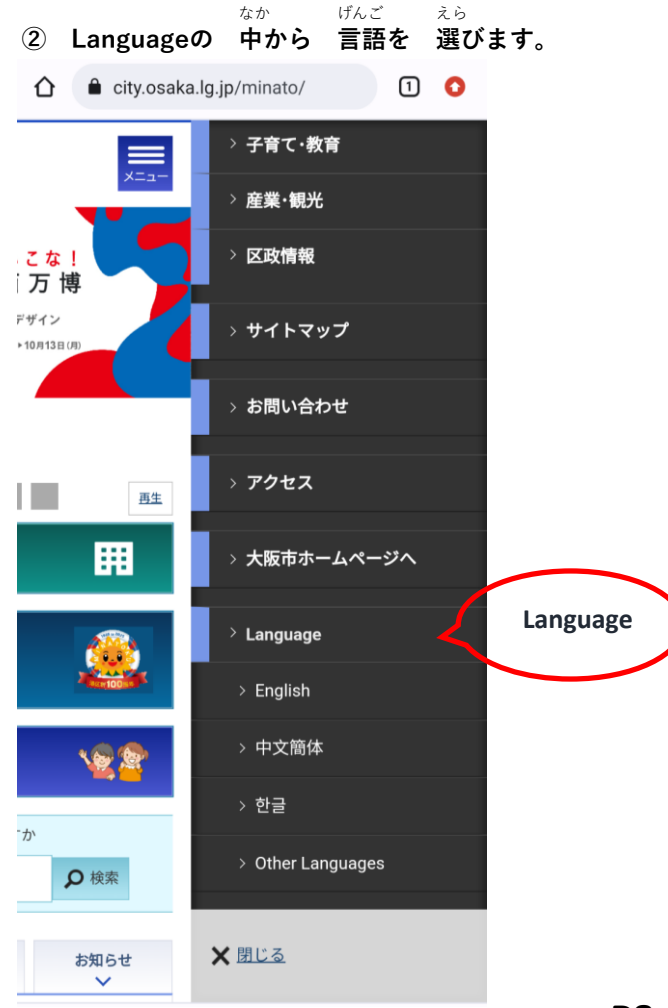 ② Languageの 中から 言語を 選びます。
なか げんご えら
city.osaka.lg.jp/minato/
1
メニュー
こな！
万博
デザイン
10月13日(月)
再生
100
か
検索
お知らせ
子育て・教育
産業・観光
区政情報
サイトマップ
お問い合わせ
アクセス
大阪市ホームページへ
Language
English
中文简体
한글
Other Languages
閉じる
Language